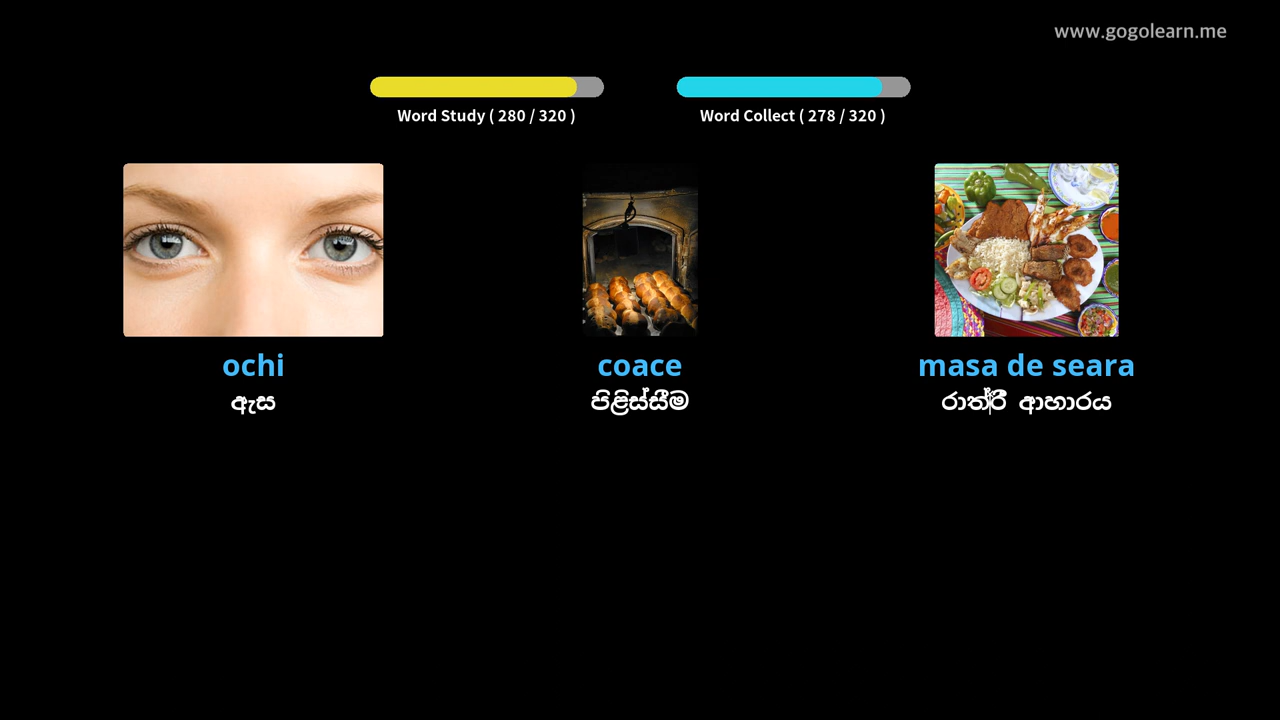 www.gogolearn.me
Word Study ( 280 / 320 )
Word Collect ( 278 / 320 )
ochi
coace
masa de seara
ඇස
පිළිස්සීම
රාත්රී ආහාරය